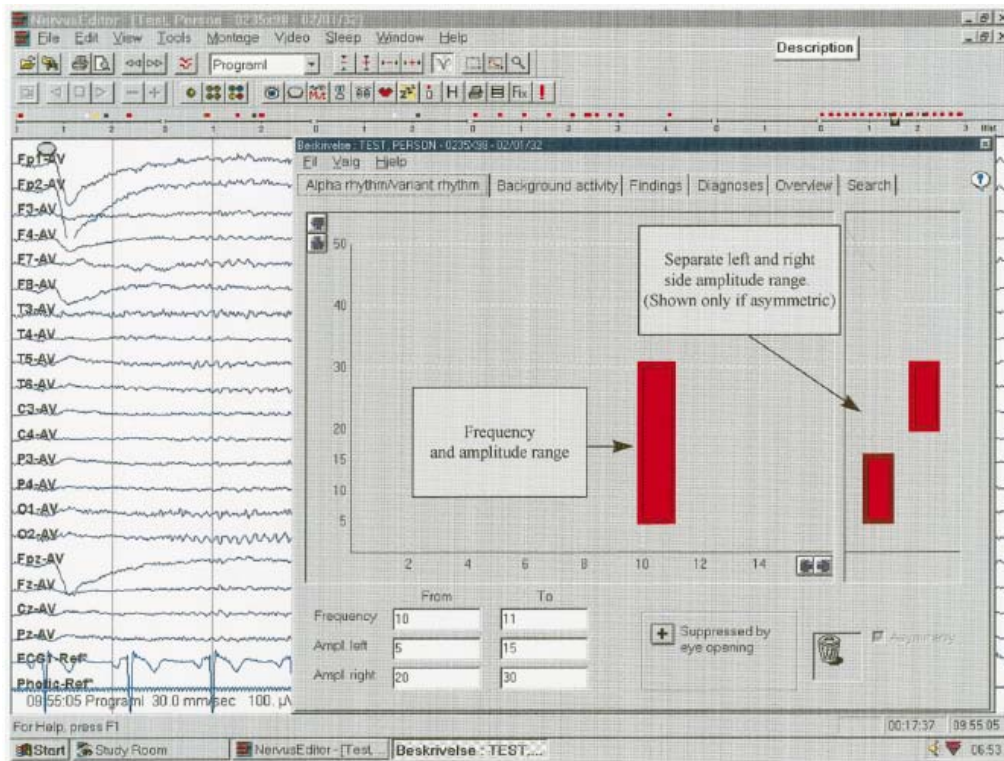 NervusEditor - [Test, Person - 0235x98 - 02/01/32]
File Edit View Tools Montage Video Sleep Window Help
Description
Programl
Fix !
Beskrivelse : TEST, PERSON - 0235X98 - 02/01/32
Fil Valg Hjelp
Alpha rhythm/variant rhythm Background activity Findings Diagnoses Overview Search
Fp1-AV
Fp2-AV
F3-AV
F4-AV
F7-AV
F8-AV
T3-AV
T4-AV
T5-AV
T6-AV
C3-AV
C4-AV
P3-AV
P4-AV
O1-AV
O2-AV
Fpz-AV
Fz-AV
Cz-AV
Pz-AV
ECG1-Ref*
Photic-Ref*
09:55:05 Programl 30.0 mm/sec 100. µV
50
40
30
20
15
10
5
2 4 6 8 10 12 14
Frequency
and amplitude range
Separate left and right
side amplitude range.
(Shown only if asymmetric)
From To
Frequency 10 11
Ampl. left 5 15
Ampl. right 20 30
Suppressed by
eye opening
Asymmetry
For Help, press F1
00:17:37 09:55:05
Start Study Room NervusEditor - [Test, ... Beskrivelse : TEST, ... 06:53